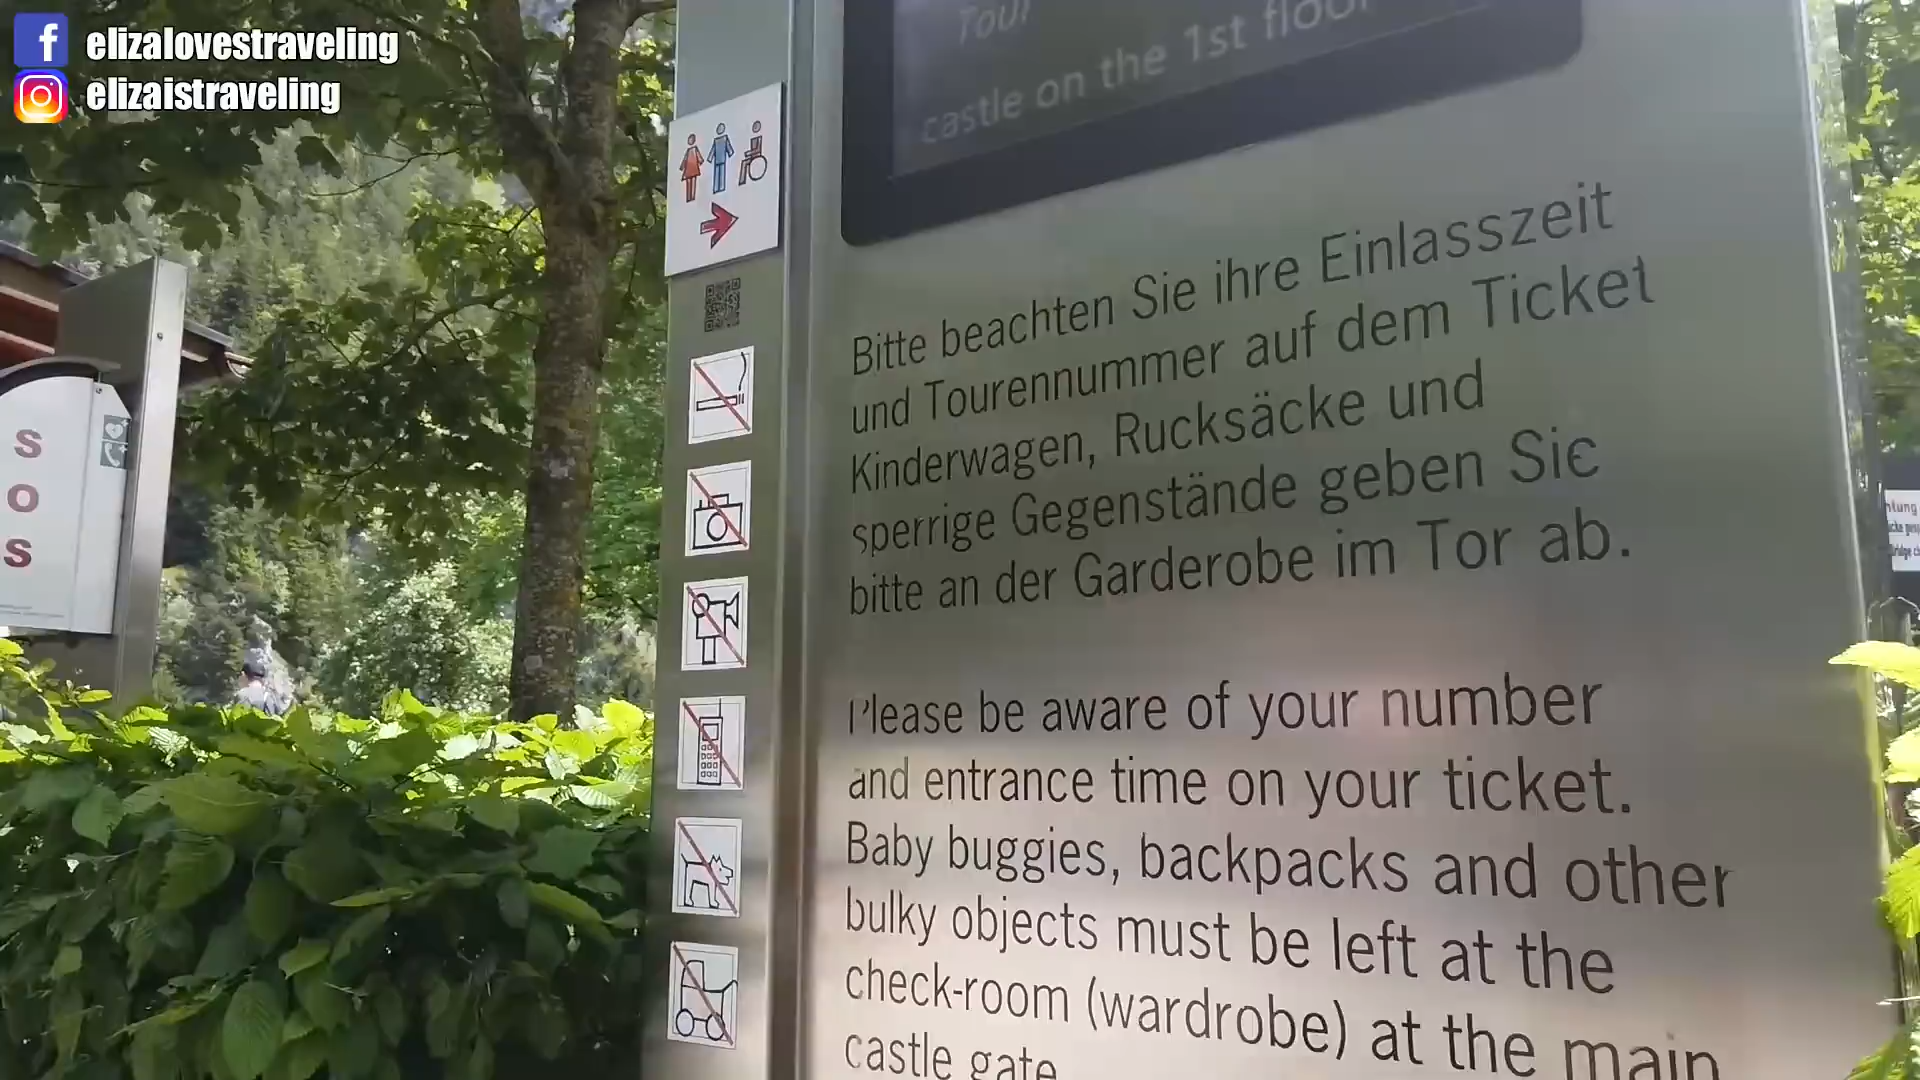 elizalovestraveling
elizaistraveling
Tour
castle on the 1st floor
S
O
S
Bitte beachten Sie ihre Einlasszeit
und Tourennummer auf dem Ticket
Kinderwagen, Rucksäcke und
sperrige Gegenstände geben Sie
bitte an der Garderobe im Tor ab.
Please be aware of your number
and entrance time on your ticket.
Baby buggies, backpacks and other
bulky objects must be left at the
check-room (wardrobe) at the main
castle gate